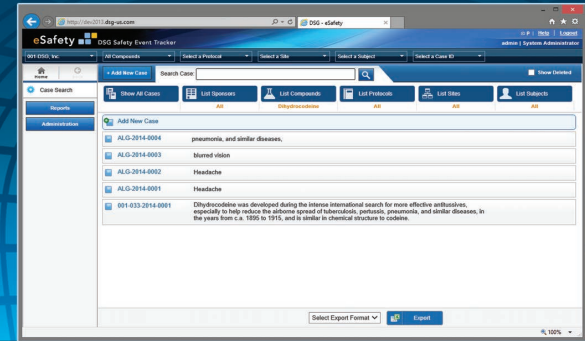 http://dev2013.dsg-us.com
DSG - eSafety
eSafety
DSG Safety Event Tracker
Help | Logout
admin | System Administrator
001-DSG, Inc.
All Compounds
Select a Protocol
Select a Site
Select a Subject
Select a Case ID
Home
+ Add New Case
Search Case:
Show Deleted
Case Search
Reports
Administration
Show All Cases
List Sponsors
All
List Compounds
Dihydrocodeine
List Protocols
All
List Sites
All
List Subjects
All
Add New Case
ALG-2014-0004 pneumonia, and similar diseases,
ALG-2014-0003 blurred vision
ALG-2014-0002 Headache
ALG-2014-0001 Headache
001-033-2014-0001 Dihydrocodeine was developed during the intense international search for more effective antitussives,
especially to help reduce the airborne spread of tuberculosis, pertussis, pneumonia, and similar diseases, in
the years from c.a. 1895 to 1915, and is similar in chemical structure to codeine.
Select Export Format
Export
100%